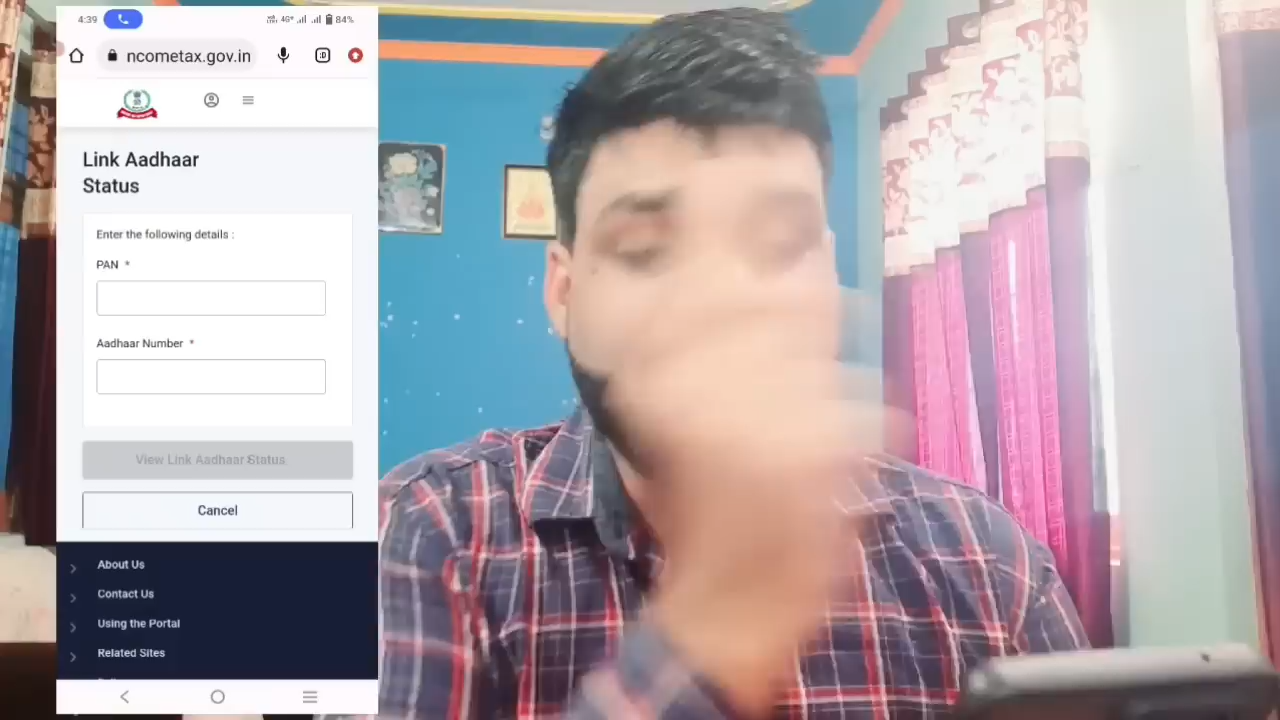 4:39
4G+
84%
ncometax.gov.in
Link Aadhaar
Status
Enter the following details :
PAN *
Aadhaar Number *
View Link Aadhaar Status
Cancel
About Us
Contact Us
Using the Portal
Related Sites